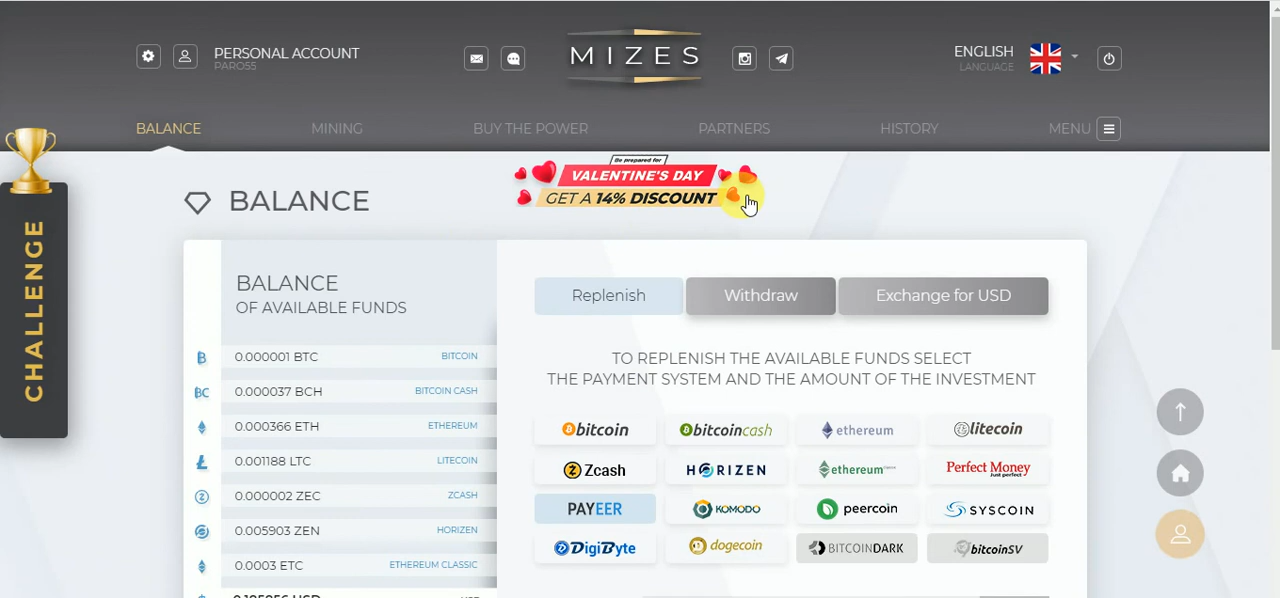 PERSONAL ACCOUNT
PARO55
MIZES
ENGLISH
LANGUAGE
BALANCE
MINING
BUY THE POWER
PARTNERS
HISTORY
MENU
CHALLENGE
Be prepared for
VALENTINE'S DAY
GET A 14% DISCOUNT
BALANCE
BALANCE
OF AVAILABLE FUNDS
0.000001 BTC BITCOIN
0.000037 BCH BITCOIN CASH
0.000366 ETH ETHEREUM
0.001188 LTC LITECOIN
0.000002 ZEC ZCASH
0.005903 ZEN HORIZEN
0.0003 ETC ETHEREUM CLASSIC
Replenish
Withdraw
Exchange for USD
TO REPLENISH THE AVAILABLE FUNDS SELECT
THE PAYMENT SYSTEM AND THE AMOUNT OF THE INVESTMENT
bitcoin
bitcoincash
ethereum
litecoin
Zcash
HORIZEN
ethereum
Perfect Money
Just perfect
PAYEER
KOMODO
peercoin
SYSCOIN
DigiByte
dogecoin
BITCOINDARK
bitcoinSV